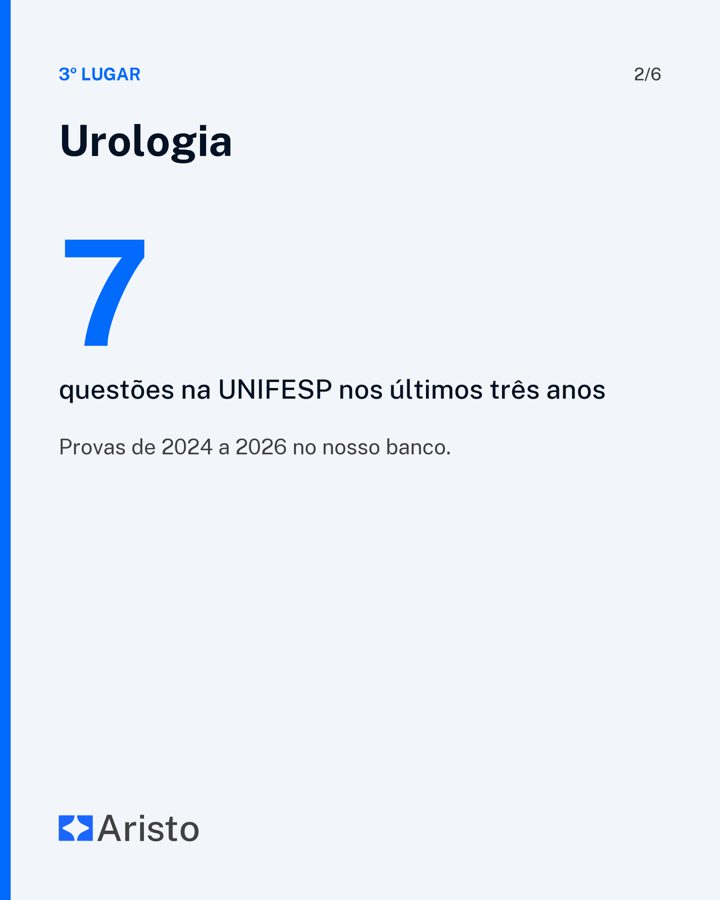 3º LUGAR
2/6
Urologia
7
questões na UNIFESP nos últimos três anos
Provas de 2024 a 2026 no nosso banco.
Aristo